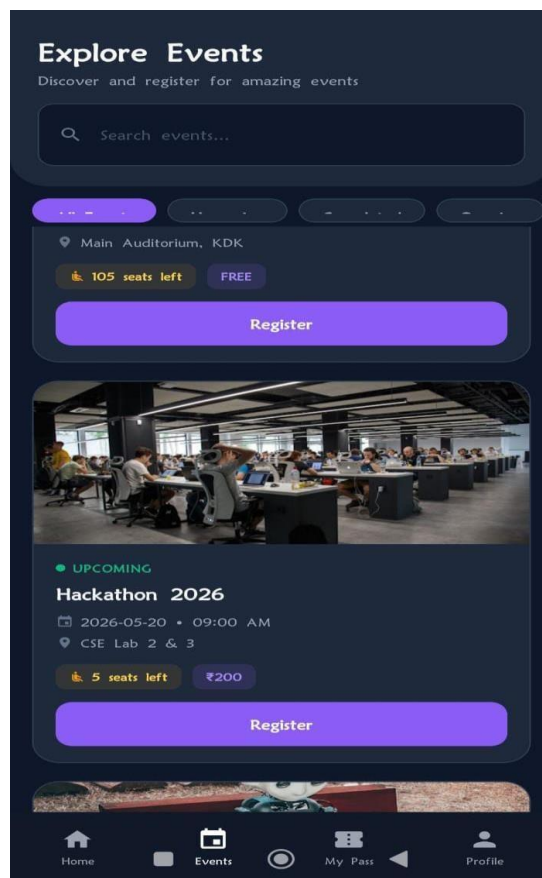 Explore Events
Discover and register for amazing events
Search events...
Main Auditorium, KDK
105 seats left
FREE
Register
UPCOMING
Hackathon 2026
2026-05-20 • 09:00 AM
CSE Lab 2 & 3
5 seats left
₹200
Register
Home
Events
My Pass
Profile